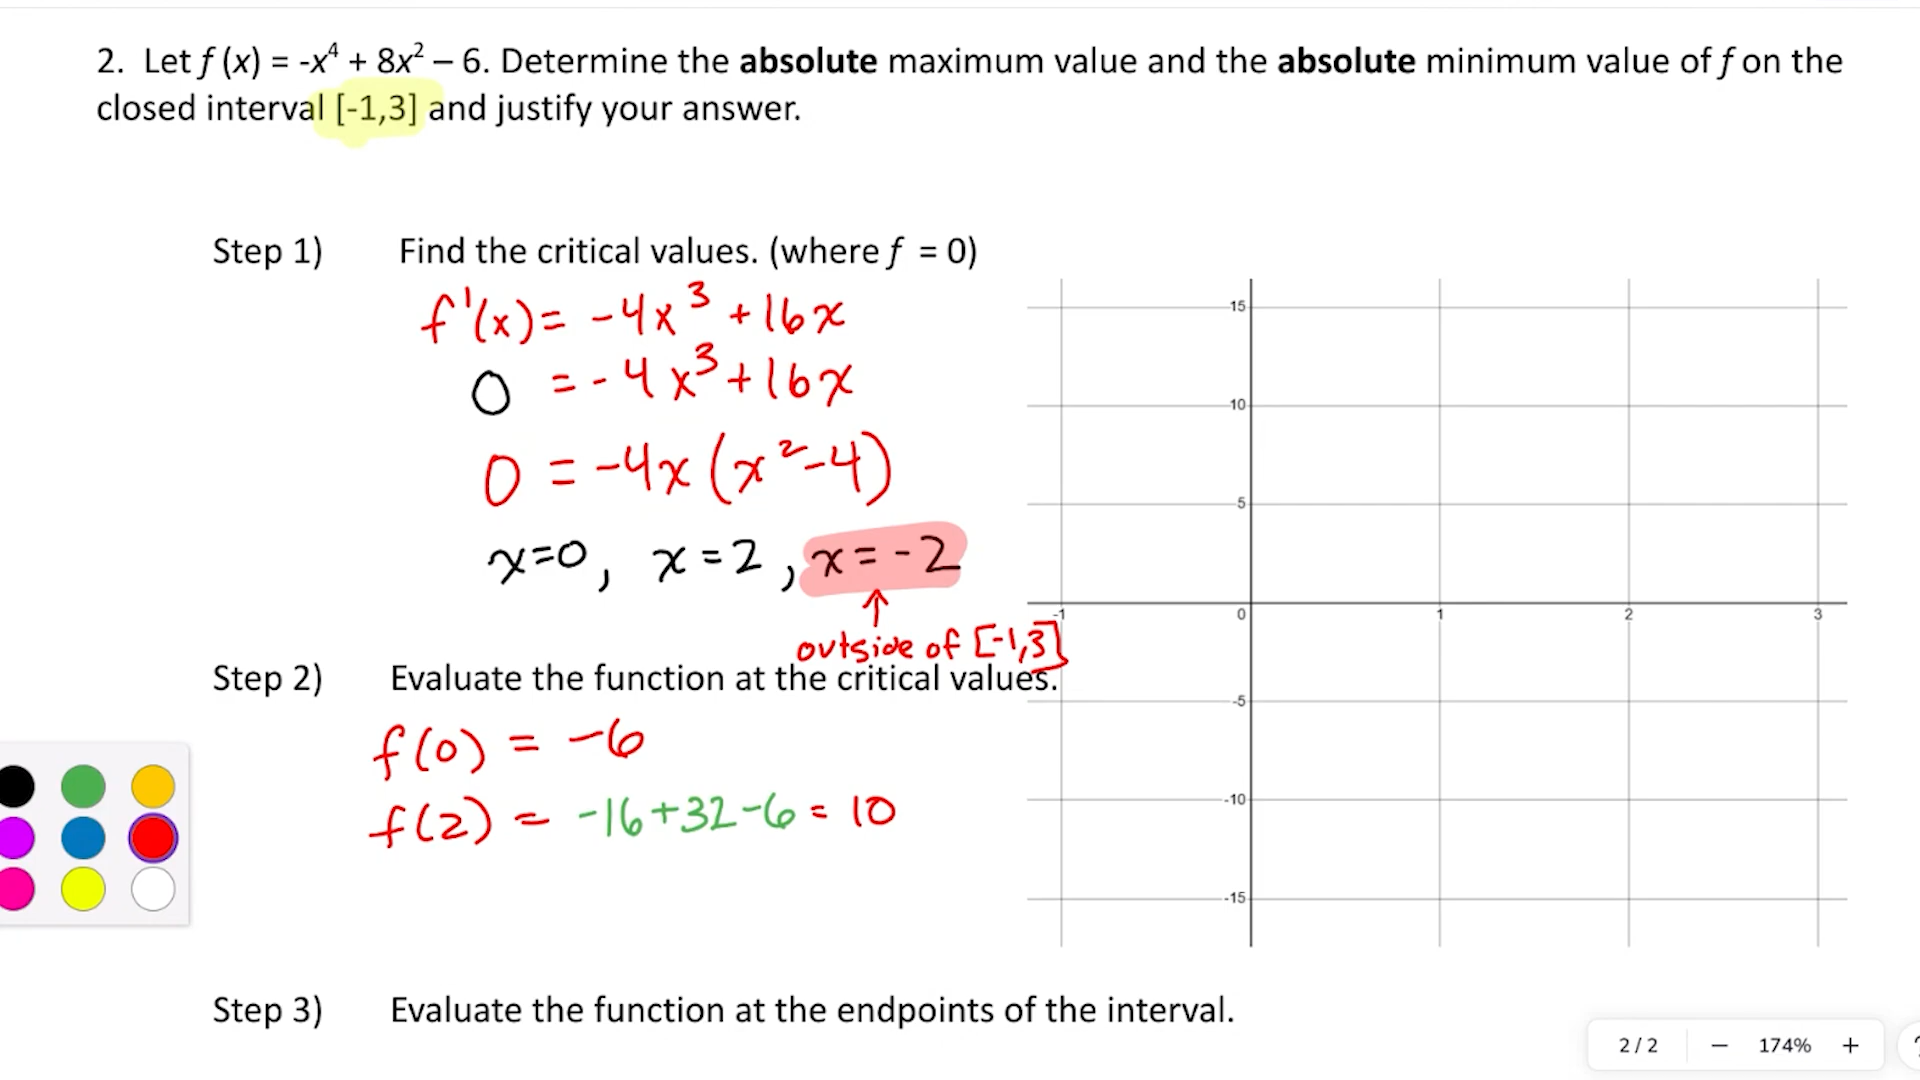 2. Let f (x) = -x⁴ + 8x² – 6. Determine the absolute maximum value and the absolute minimum value of f on the
closed interval [-1,3] and justify your answer.
Step 1) Find the critical values. (where f = 0)
f'(x) = -4x³ + 16x
0 = -4x³ + 16x
0 = -4x(x²-4)
x=0, x=2, x=-2
outside of [-1,3]
Step 2) Evaluate the function at the critical values.
f(0) = -6
f(2) = -16+32-6 = 10
Step 3) Evaluate the function at the endpoints of the interval.
15
10
5
-1 0 1 2 3
-5
-10
-15
2 / 2 — 174% +
?